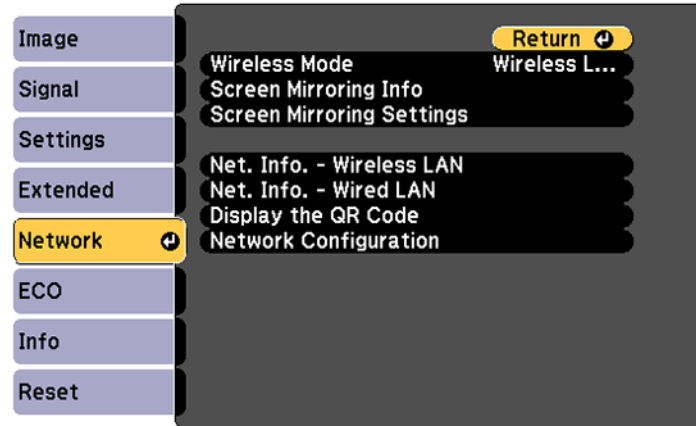 Image
Signal
Settings
Extended
Network
ECO
Info
Reset
Return
Wireless Mode Wireless L...
Screen Mirroring Info
Screen Mirroring Settings
Net. Info. - Wireless LAN
Net. Info. - Wired LAN
Display the QR Code
Network Configuration